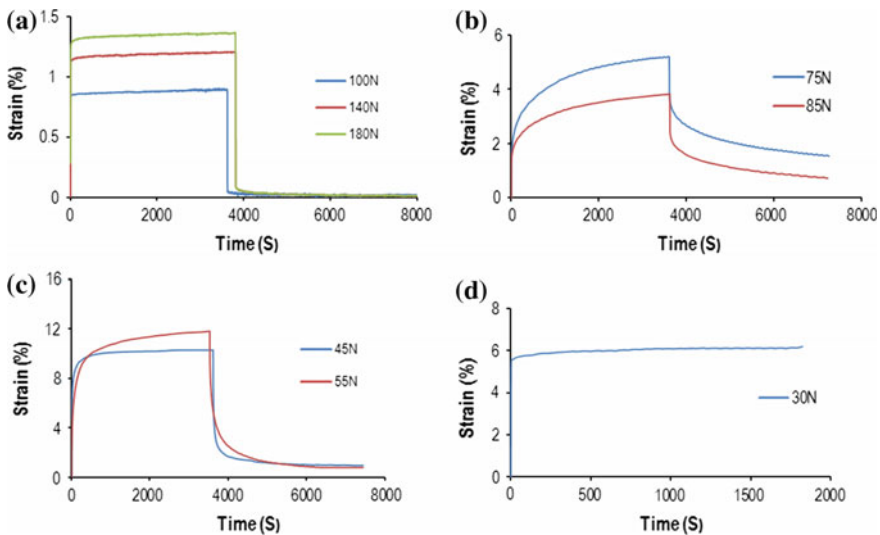 (a)
1.5
1
0.5
0
Strain (%)
100N
140N
180N
0 2000 4000 6000 8000
Time (S)
(b)
6
4
2
0
Strain (%)
75N
85N
0 2000 4000 6000 8000
Time (S)
(c)
16
12
8
4
0
Strain (%)
45N
55N
0 2000 4000 6000 8000
Time (S)
(d)
8
6
4
2
0
Strain (%)
30N
0 500 1000 1500 2000
Time (S)